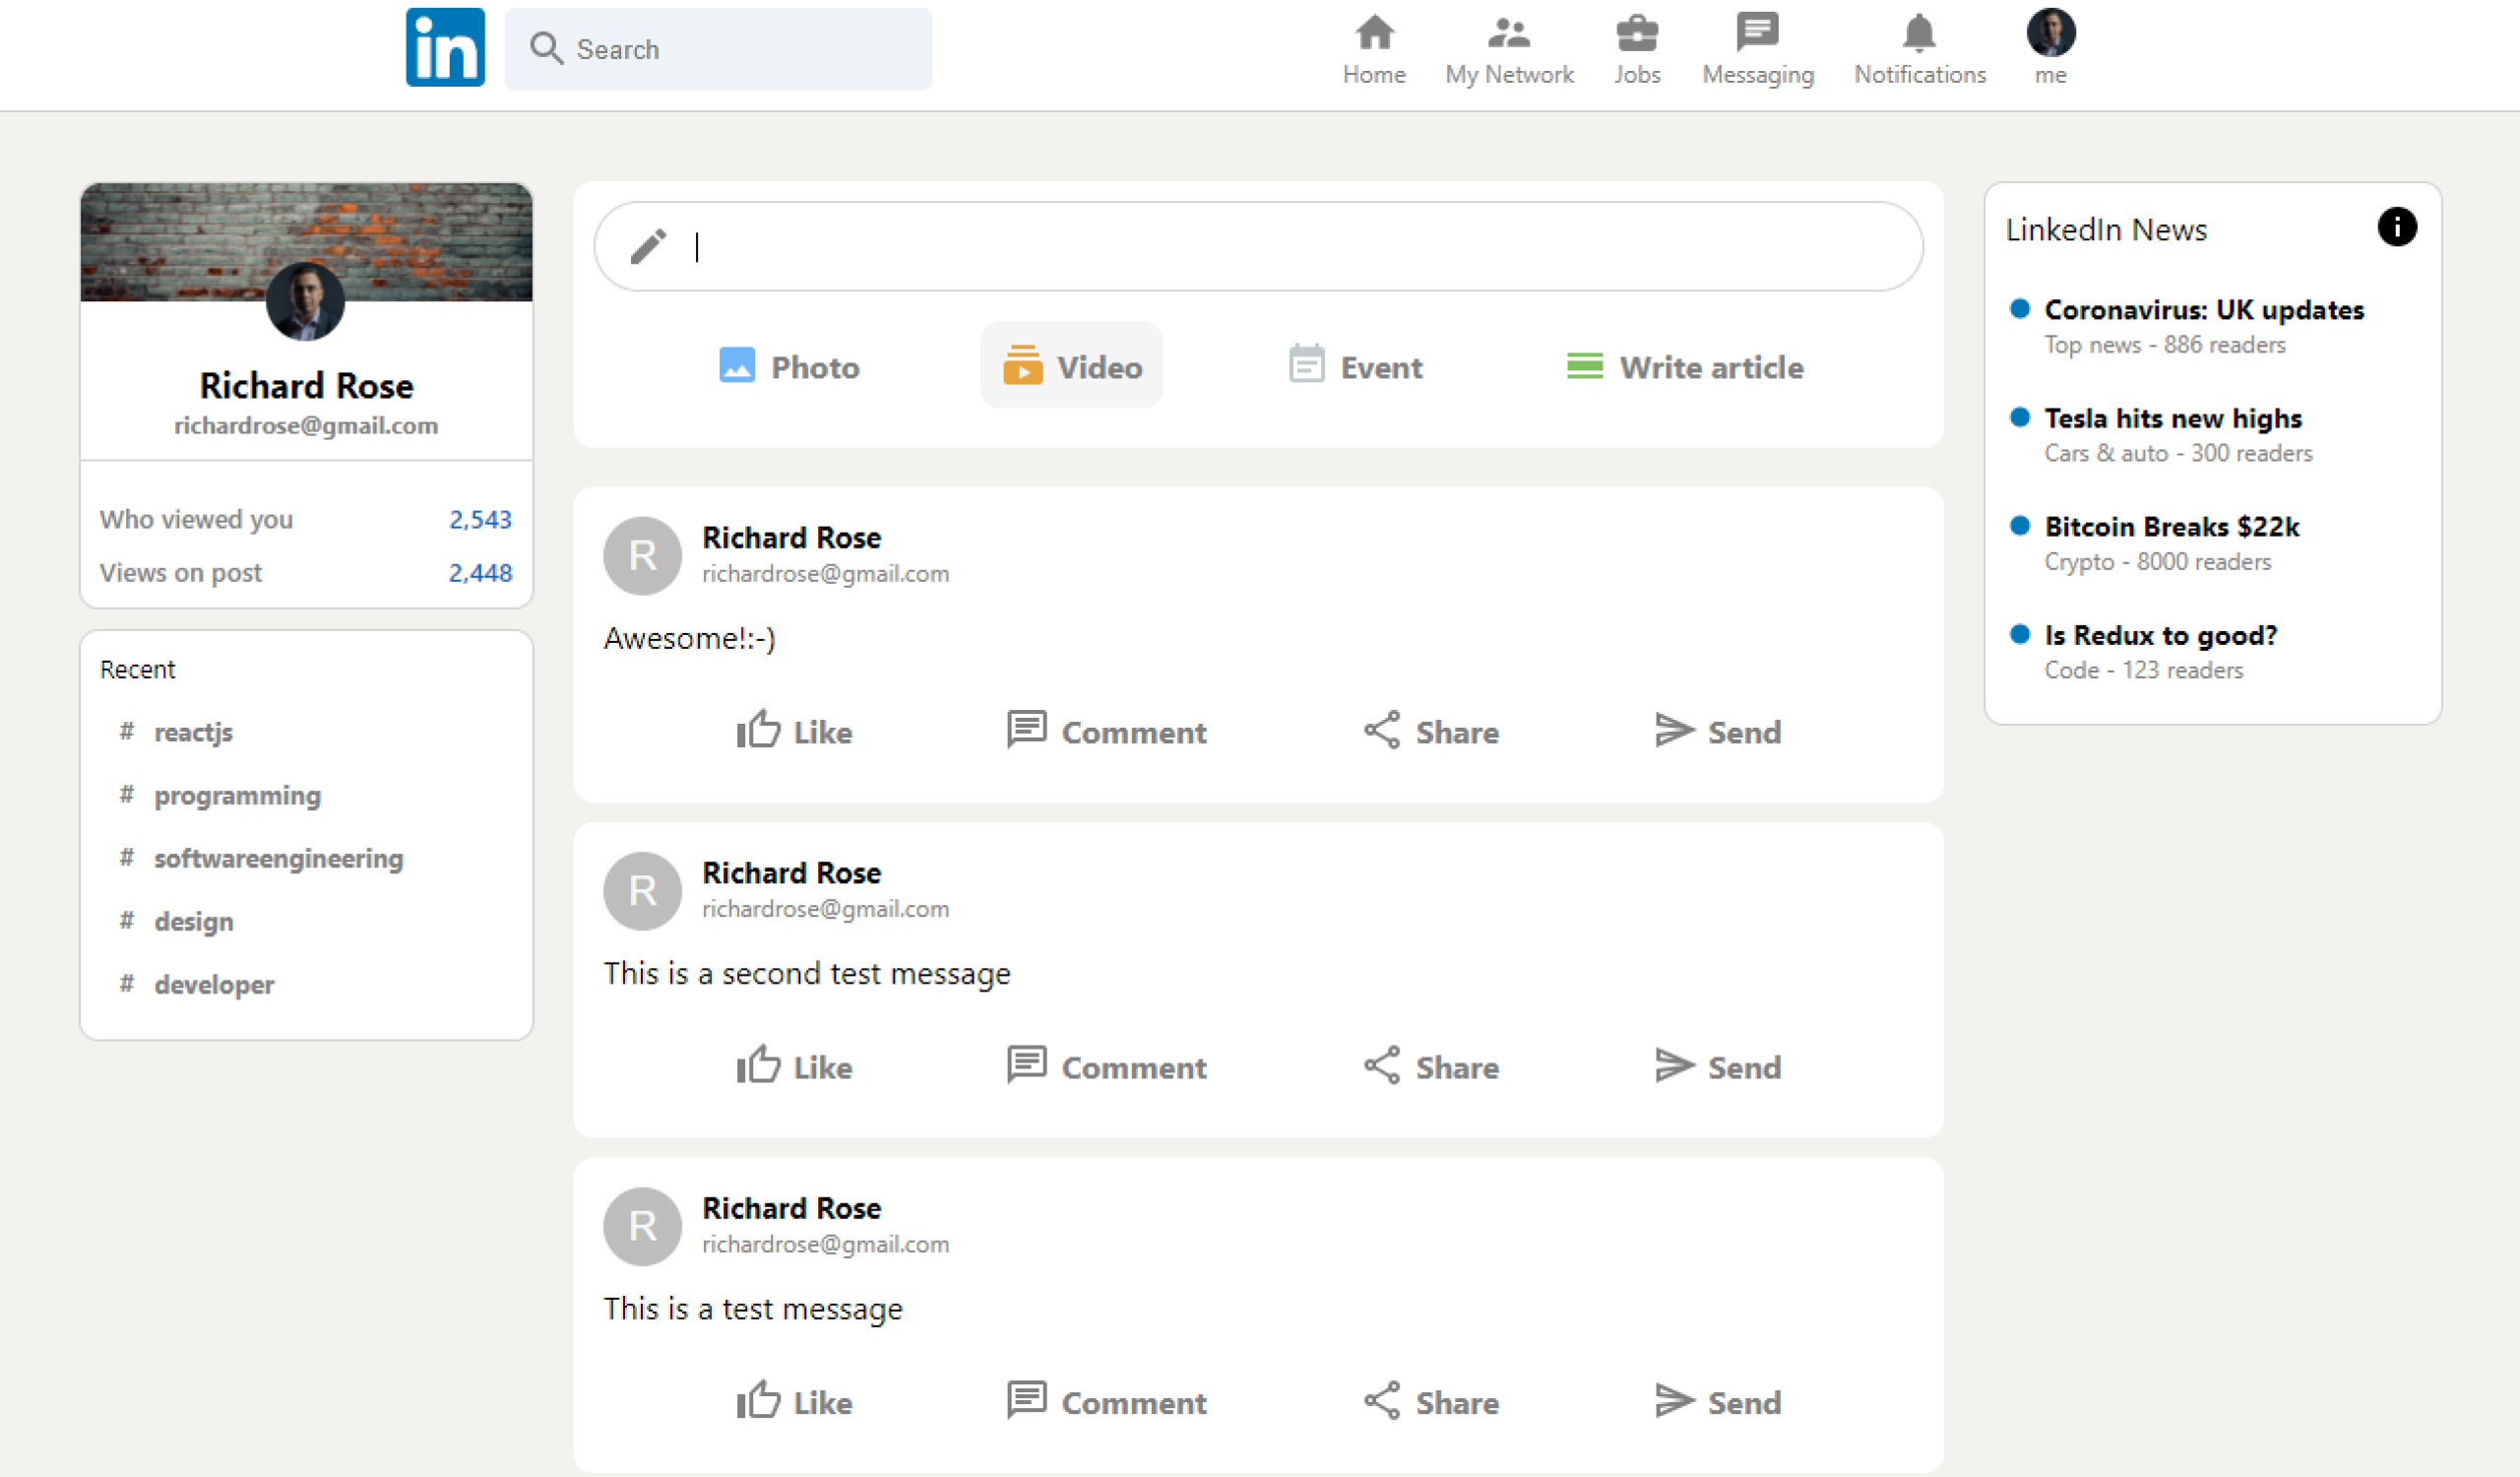 in
Search
Home
My Network
Jobs
Messaging
Notifications
me
Richard Rose
richardrose@gmail.com
Who viewed you 2,543
Views on post 2,448
Recent
# reactjs
# programming
# softwareengineering
# design
# developer
Photo
Video
Event
Write article
R
Richard Rose
richardrose@gmail.com
Awesome!:-)
Like
Comment
Share
Send
R
Richard Rose
richardrose@gmail.com
This is a second test message
Like
Comment
Share
Send
R
Richard Rose
richardrose@gmail.com
This is a test message
Like
Comment
Share
Send
LinkedIn News
Coronavirus: UK updates
Top news - 886 readers
Tesla hits new highs
Cars & auto - 300 readers
Bitcoin Breaks $22k
Crypto - 8000 readers
Is Redux to good?
Code - 123 readers